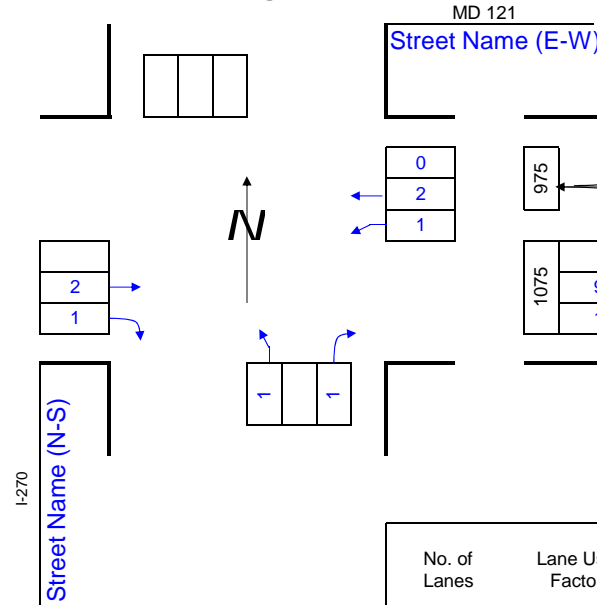 MD 121
Street Name (E-W)
0
2
1
975
N
2
1
1075
1
1
I-270
Street Name (N-S)
No. of
Lanes
Lane